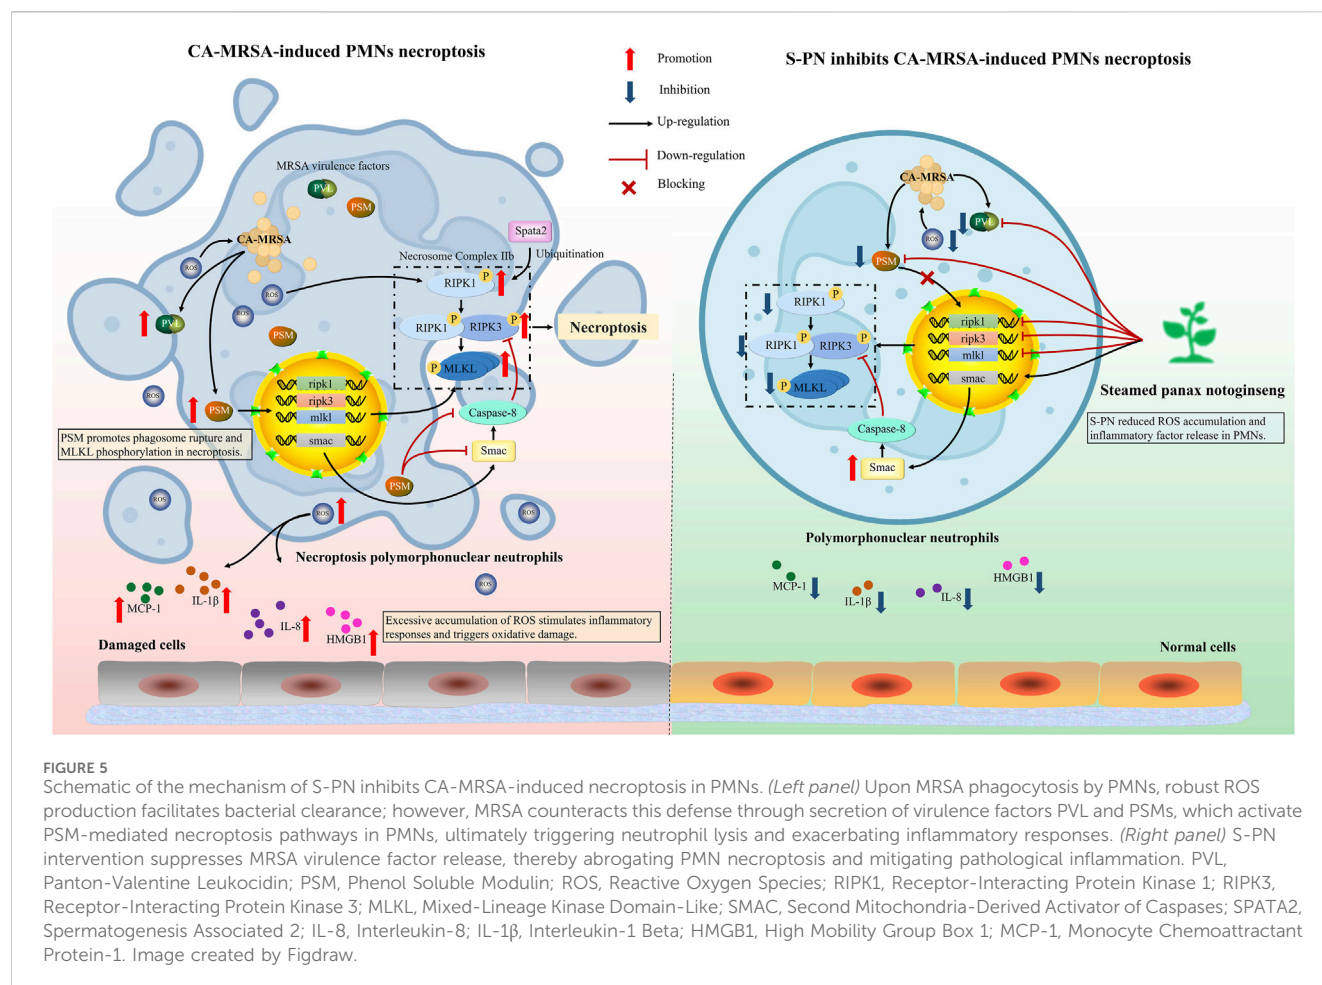 CA-MRSA-induced PMNs necroptosis
Promotion
Inhibition
Up-regulation
Down-regulation
Blocking
S-PN inhibits CA-MRSA-induced PMNs necroptosis
MRSA virulence factors
PVL
PSM
CA-MRSA
ROS
ROS
ROS
PVL
PSM
ROS
PSM
Spata2
Ubiquitination
Necrosome Complex IIb
RIPK1
P
RIPK1
P
RIPK3
P
P
MLKL
Necroptosis
ripk1
ripk3
mlkl
smac
Caspase-8
Smac
PSM
PSM promotes phagosome rupture and
MLKL phosphorylation in necroptosis.
ROS
ROS
ROS
Necroptosis polymorphonuclear neutrophils
ROS
MCP-1
IL-1β
IL-8
HMGB1
Excessive accumulation of ROS stimulates inflammatory
responses and triggers oxidative damage.
Damaged cells
CA-MRSA
PVL
ROS
PSM
RIPK1
P
RIPK1
P
RIPK3
P
P
MLKL
ripk1
ripk3
mlkl
smac
Caspase-8
Smac
Steamed panax notoginseng
S-PN reduced ROS accumulation and
inflammatory factor release in PMNs.
Polymorphonuclear neutrophils
MCP-1
IL-1β
IL-8
HMGB1
Normal cells
FIGURE 5
Schematic of the mechanism of S-PN inhibits CA-MRSA-induced necroptosis in PMNs. (Left panel) Upon MRSA phagocytosis by PMNs, robust ROS
production facilitates bacterial clearance; however, MRSA counteracts this defense through secretion of virulence factors PVL and PSMs, which activate
PSM-mediated necroptosis pathways in PMNs, ultimately triggering neutrophil lysis and exacerbating inflammatory responses. (Right panel) S-PN
intervention suppresses MRSA virulence factor release, thereby abrogating PMN necroptosis and mitigating pathological inflammation. PVL,
Panton-Valentine Leukocidin; PSM, Phenol Soluble Modulin; ROS, Reactive Oxygen Species; RIPK1, Receptor-Interacting Protein Kinase 1; RIPK3,
Receptor-Interacting Protein Kinase 3; MLKL, Mixed-Lineage Kinase Domain-Like; SMAC, Second Mitochondria-Derived Activator of Caspases; SPATA2,
Spermatogenesis Associated 2; IL-8, Interleukin-8; IL-1β, Interleukin-1 Beta; HMGB1, High Mobility Group Box 1; MCP-1, Monocyte Chemoattractant
Protein-1. Image created by Figdraw.